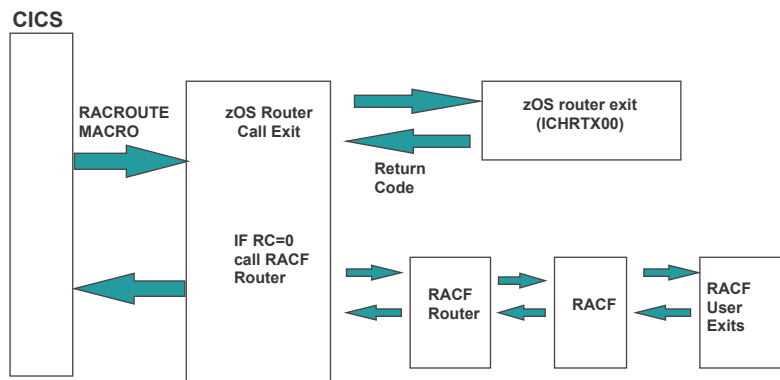 CICS
RACROUTE
MACRO
zOS Router
Call Exit
zOS router exit
(ICHRTX00)
Return
Code
IF RC=0
call RACF
Router
RACF
Router
RACF
RACF
User
Exits